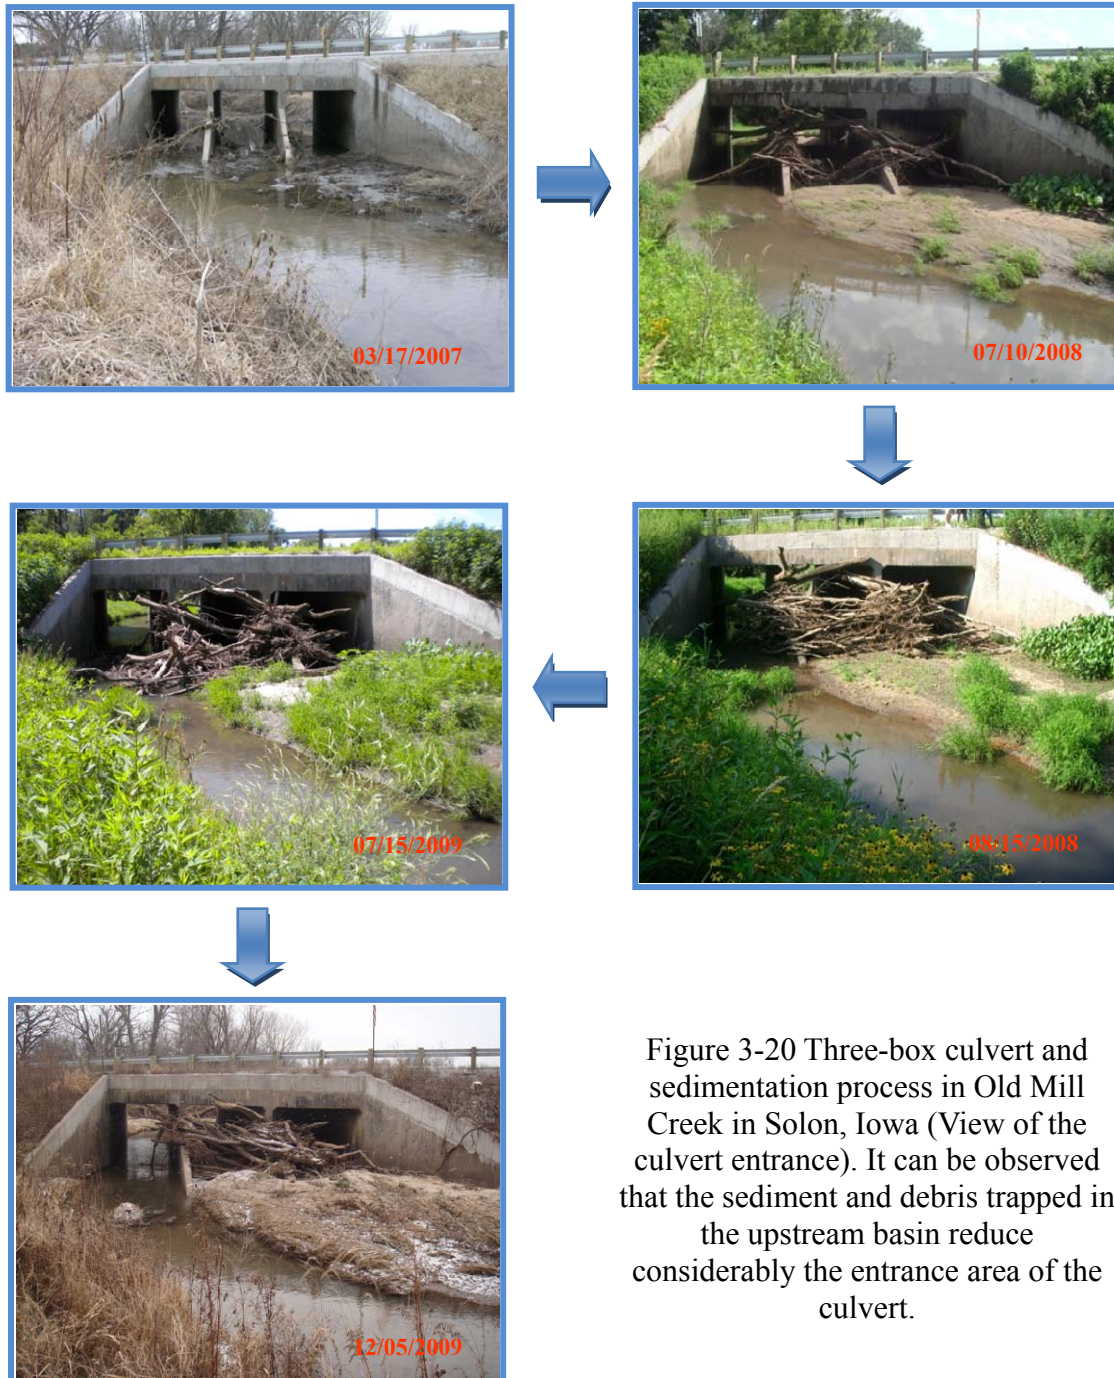 03/17/2007
07/10/2008
07/15/2009
08/15/2008
12/05/2009
Figure 3-20 Three-box culvert and
sedimentation process in Old Mill
Creek in Solon, Iowa (View of the
culvert entrance). It can be observed
that the sediment and debris trapped in
the upstream basin reduce
considerably the entrance area of the
culvert.